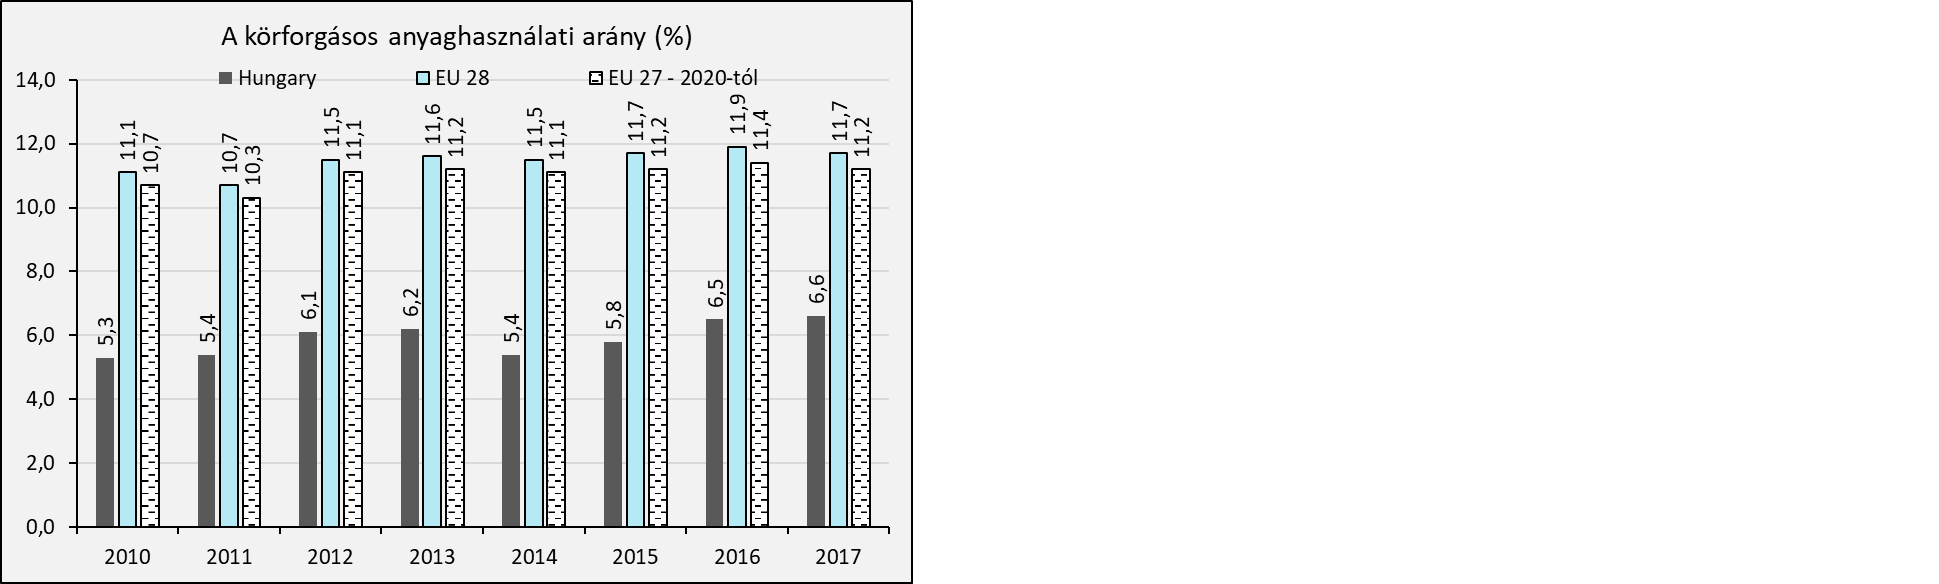 A körforgásos anyaghasználati arány (%)
Hungary EU 28 EU 27 - 2020-tól
14,0
12,0
10,0
8,0
6,0
4,0
2,0
0,0
5,3 11,1 10,7
5,4 10,7 10,3
6,1 11,5 11,1
6,2 11,6 11,2
5,4 11,5 11,1
5,8 11,7 11,2
6,5 11,9 11,4
6,6 11,7 11,2
2010 2011 2012 2013 2014 2015 2016 2017